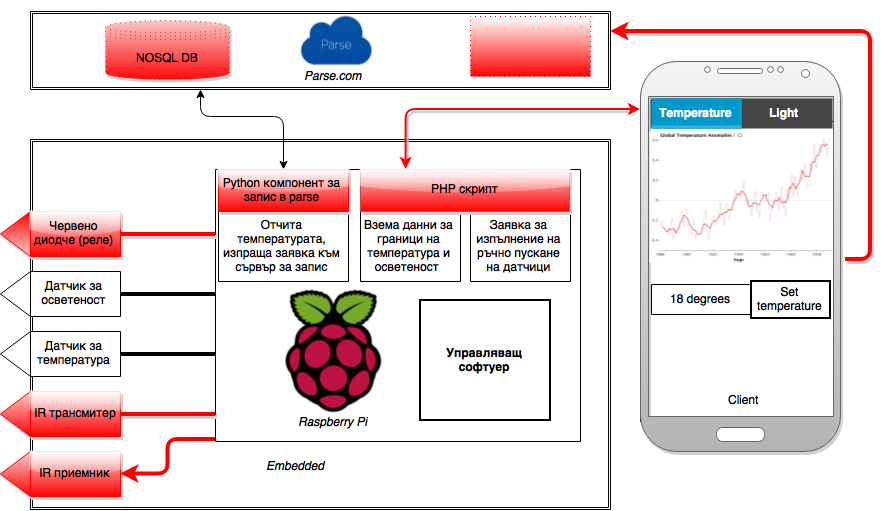 NOSQL DB
Parse
Parse.com
Temperature
Light
Global Temperature Anomalies (°C)
Year
18 degrees
Set
temperature
Client
Python компонент за
запис в parse
PHP скрипт
Отчита
температурата,
изпраща заявка към
сървър за запис
Взема данни за
граници на
температура и
осветеност
Заявка за
изпълнение на
ръчно пускане
на датчици
Червено
диодче (реле)
Датчик за
осветеност
Датчик за
температура
IR трансмитер
IR приемник
Управляващ
софтуер
Raspberry Pi
Embedded